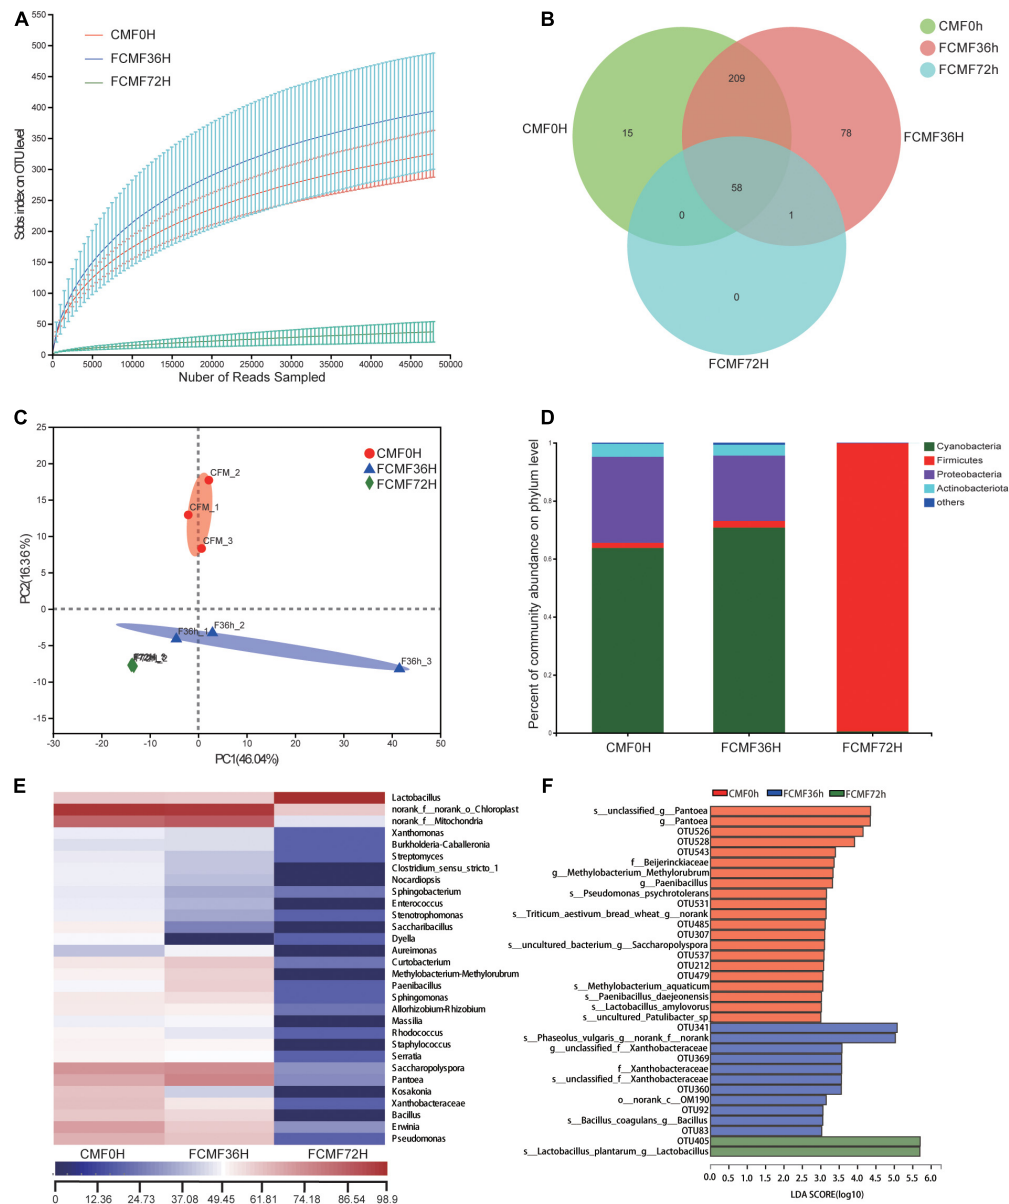 A
550
500
450
400
350
300
250
200
150
100
50
0
Sobs index on OTU level
CMF0H
FCMF36H
FCMF72H
0 5000 10000 15000 20000 25000 30000 35000 40000 45000 50000
Nuber of Reads Sampled
B
CMF0h
FCMF36h
FCMF72h
CMF0H
FCMF36H
FCMF72H
209
15
78
58
0
1
0
C
25
20
15
10
5
0
-5
-10
-15
PC2(16.36%)
CMF0H
FCMF36H
FCMF72H
CFM_2
CFM_1
CFM_3
F36h_1
F36h_2
F36h_3
-30 -20 -10 0 10 20 30 40 50
PC1(46.04%)
D
Percent of community abundance on phylum level
1
0.8
0.6
0.4
0.2
0
CMF0H FCMF36H FCMF72H
Cyanobacteria
Firmicutes
Proteobacteria
Actinobacteriota
others
E
Lactobacillus
norank_f__norank_o_Chloroplast
norank_f__Mitochondria
Xanthomonas
Burkholderia-Caballeronia
Streptomyces
Clostridium_sensu_stricto_1
Nocardiopsis
Sphingobacterium
Enterococcus
Stenotrophomonas
Saccharibacillus
Dyella
Aureimonas
Curtobacterium
Methylobacterium-Methylorubrum
Paenibacillus
Sphingomonas
Allorhizobium-Rhizobium
Massilia
Rhodococcus
Staphylococcus
Serratia
Saccharopolyspora
Pantoea
Kosakonia
Xanthobacteraceae
Bacillus
Erwinia
Pseudomonas
CMF0H FCMF36H FCMF72H
0 12.36 24.73 37.08 49.45 61.81 74.18 86.54 98.9
F
CMF0h FCMF36h FCMF72h
s__unclassified_g__Pantoea
g__Pantoea
OTU526
OTU528
OTU543
f__Beijerinckiaceae
g__Methylobacterium_Methylorubrum
g__Paenibacillus
s__Pseudomonas_psychrotolerans
OTU531
s__Triticum_aestivum_bread_wheat_g__norank
OTU485
OTU307
s__uncultured_bacterium_g__Saccharopolyspora
OTU537
OTU212
OTU479
s__Methylobacterium_aquaticum
s__Paenibacillus_daejeonensis
s__Lactobacillus_amylovorus
s__uncultured_Patulibacter_sp
OTU341
s__Phaseolus_vulgaris_g__norank_f__norank
g__unclassified_f__Xanthobacteraceae
OTU369
f__Xanthobacteraceae
s__unclassified_f__Xanthobacteraceae
OTU360
o__norank_c__OM190
OTU92
s__Bacillus_coagulans_g__Bacillus
OTU83
OTU405
s__Lactobacillus_plantarum_g__Lactobacillus
0.0 0.5 1.0 1.5 2.0 2.5 3.0 3.5 4.0 4.5 5.0 5.5 6.0
LDA SCORE(log10)